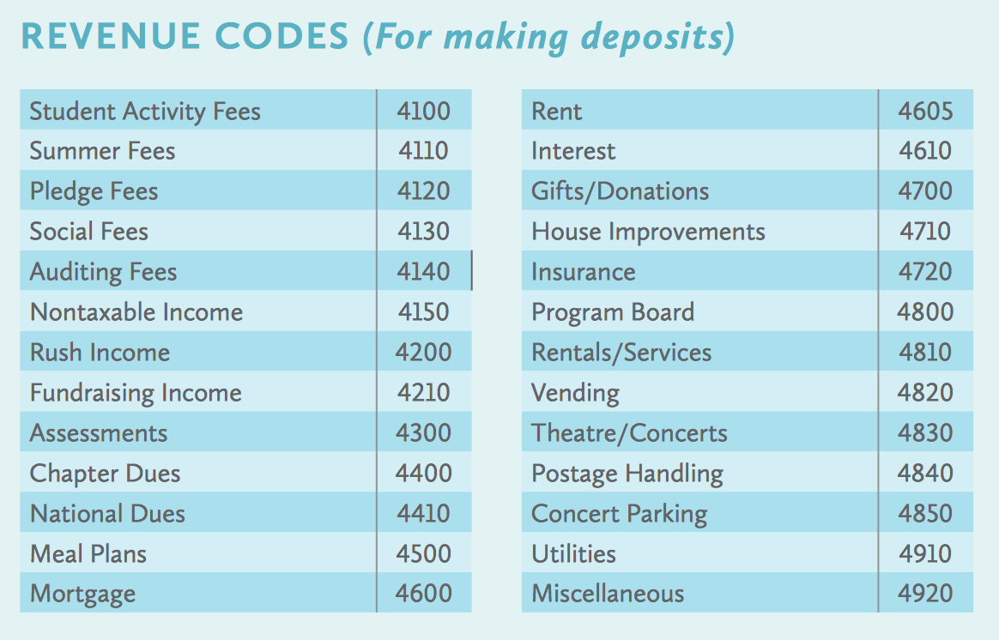 REVENUE CODES (For making deposits)
Student Activity Fees 4100
Summer Fees 4110
Pledge Fees 4120
Social Fees 4130
Auditing Fees 4140
Nontaxable Income 4150
Rush Income 4200
Fundraising Income 4210
Assessments 4300
Chapter Dues 4400
National Dues 4410
Meal Plans 4500
Mortgage 4600
Rent 4605
Interest 4610
Gifts/Donations 4700
House Improvements 4710
Insurance 4720
Program Board 4800
Rentals/Services 4810
Vending 4820
Theatre/Concerts 4830
Postage Handling 4840
Concert Parking 4850
Utilities 4910
Miscellaneous 4920